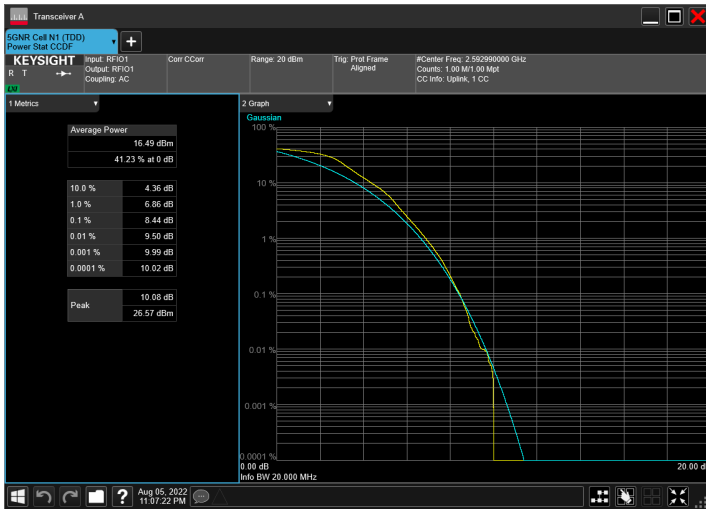 Transceiver A
5GNR Cell N1 (TDD)
Power Stat CCDF
KEYSIGHT
R T
LXI
Input: RFIO1
Output: RFIO1
Coupling: AC
Corr CCorr
Range: 20 dBm
Trig: Prot Frame
Aligned
#Center Freq: 2.592990000 GHz
Counts: 1.00 M/1.00 Mpt
CC Info: Uplink, 1 CC
1 Metrics
Average Power
16.49 dBm
41.23 % at 0 dB
10.0 % 4.36 dB
1.0 % 6.86 dB
0.1 % 8.44 dB
0.01 % 9.50 dB
0.001 % 9.99 dB
0.0001 % 10.02 dB
Peak
10.08 dB
26.57 dBm
2 Graph
Gaussian
100 %
10 %
1 %
0.1 %
0.01 %
0.001 %
0.0001 %
0.00 dB
20.00 d
Info BW 20.000 MHz
?
Aug 05, 2022
11:07:22 PM